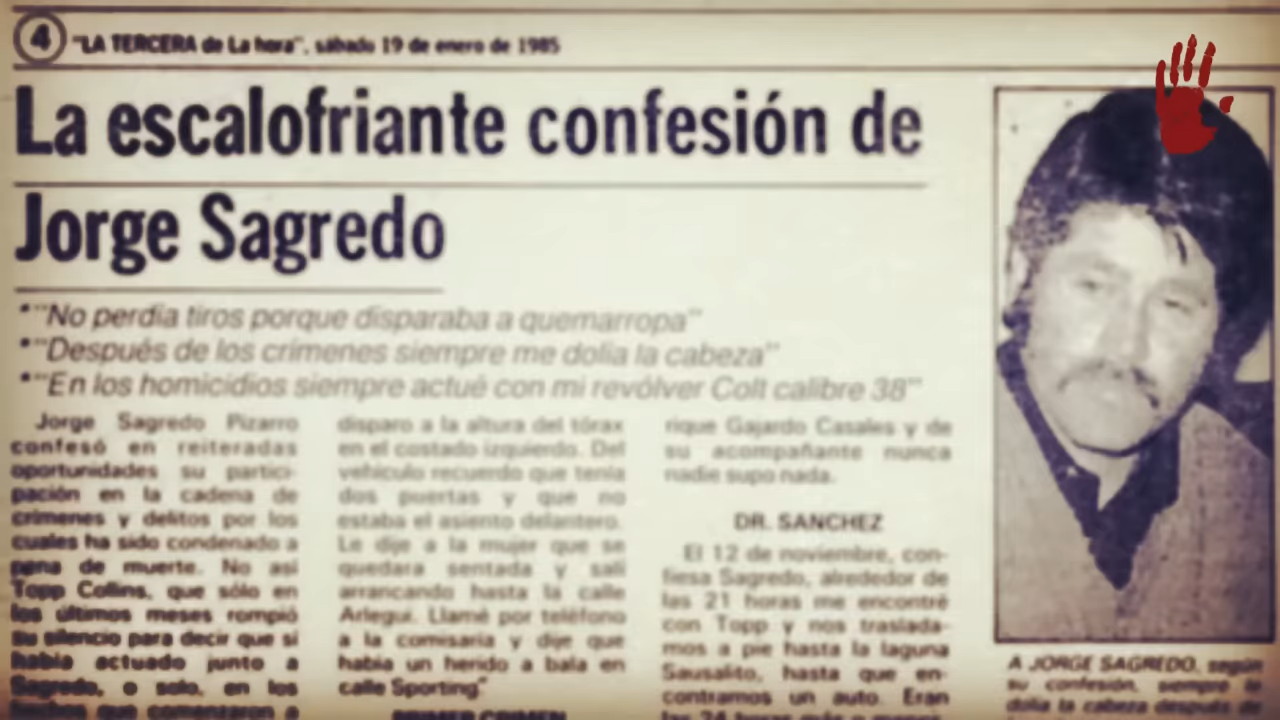 4 "LA TERCERA de La hora", sábado 19 de enero de 1985
La escalofriante confesión de
Jorge Sagredo
• "No perdía tiros porque disparaba a quemarropa"
• "Después de los crímenes siempre me dolía la cabeza"
• "En los homicidios siempre actué con mi revólver Colt calibre 38"
Jorge Sagredo Pizarro
confesó en reiteradas
oportunidades su partici-
pación en la cadena de
crímenes y delitos por los
cuales ha sido condenado a
pena de muerte. No así
Topp Collins, que sólo en
los últimos meses rompió
su silencio para decir que sí
había actuado junto a
Sagredo, o solo, en los
hechos que comenzaron a
disparo a la altura del tórax
en el costado izquierdo. Del
vehículo recuerdo que tenía
dos puertas y que no
estaba el asiento delantero.
Le dije a la mujer que se
quedara sentada y salí
arrancando hasta la calle
Arlegui. Llamé por teléfono
a la comisaría y dije que
había un herido a bala en
calle Sporting"
PRIMER CRIMEN
rique Gajardo Casales y de
su acompañante nunca
nadie supo nada.
DR. SANCHEZ
El 12 de noviembre, con-
fiesa Sagredo, alrededor de
las 21 horas me encontré
con Topp y nos traslada-
mos a pie hasta la laguna
Sausalito, hasta que en-
contramos un auto. Eran
las 24 horas más o menos,
A JORGE SAGREDO, según
su confesión, siempre le
dolía la cabeza después de